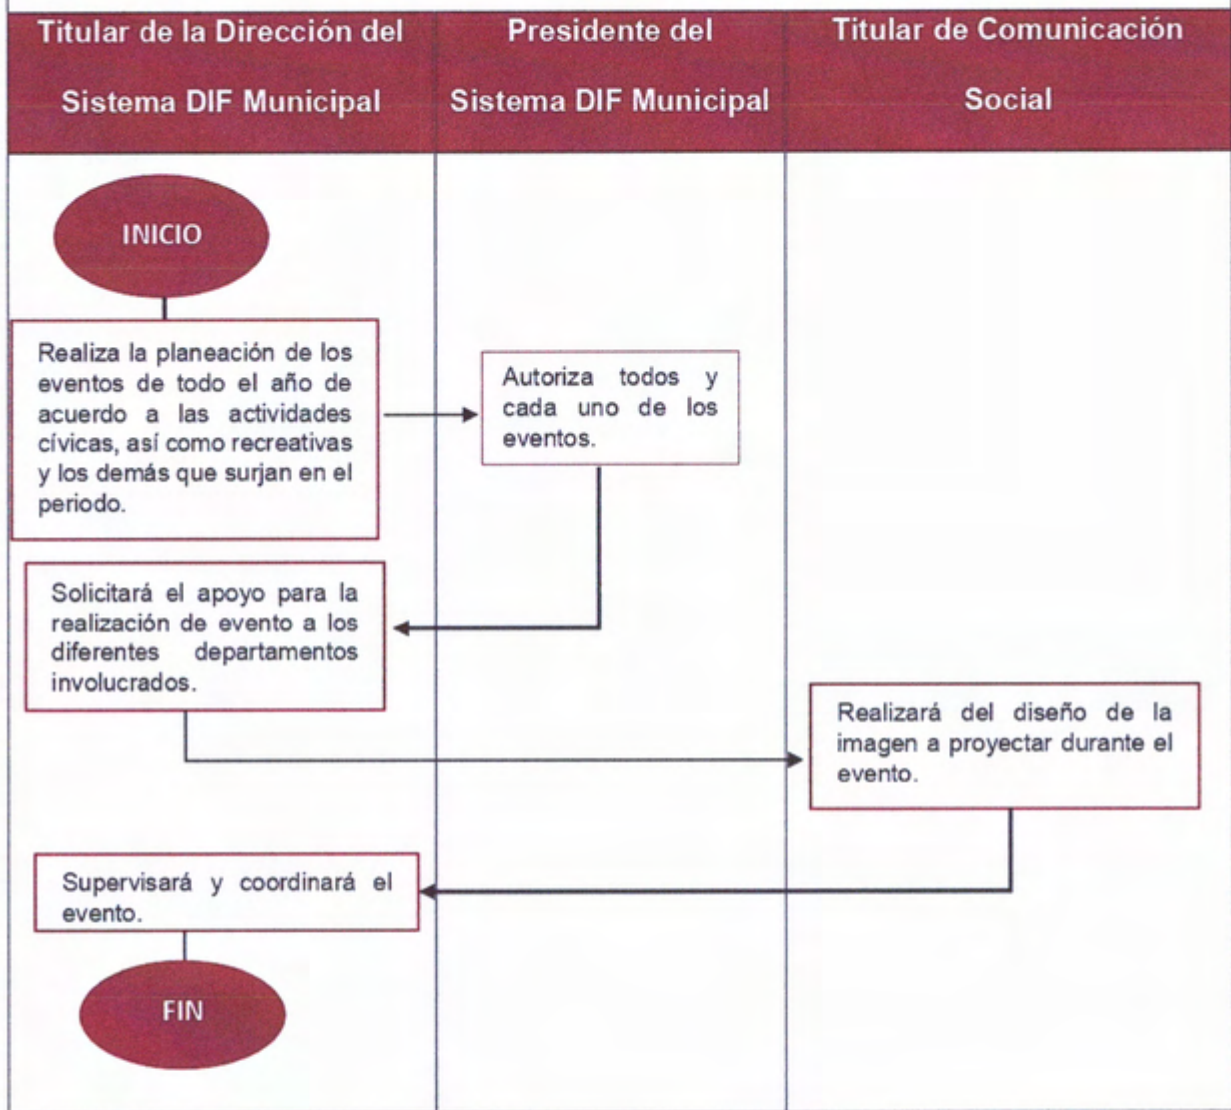 Titular de la Dirección del
Sistema DIF Municipal
Presidente del
Sistema DIF Municipal
Titular de Comunicación
Social
INICIO
Realiza la planeación de los
eventos de todo el año de
acuerdo a las actividades
cívicas, así como recreativas
y los demás que surjan en el
periodo.
Autoriza todos y
cada uno de los
eventos.
Solicitará el apoyo para la
realización de evento a los
diferentes departamentos
involucrados.
Realizará del diseño de la
imagen a proyectar durante el
evento.
Supervisará y coordinará el
evento.
FIN